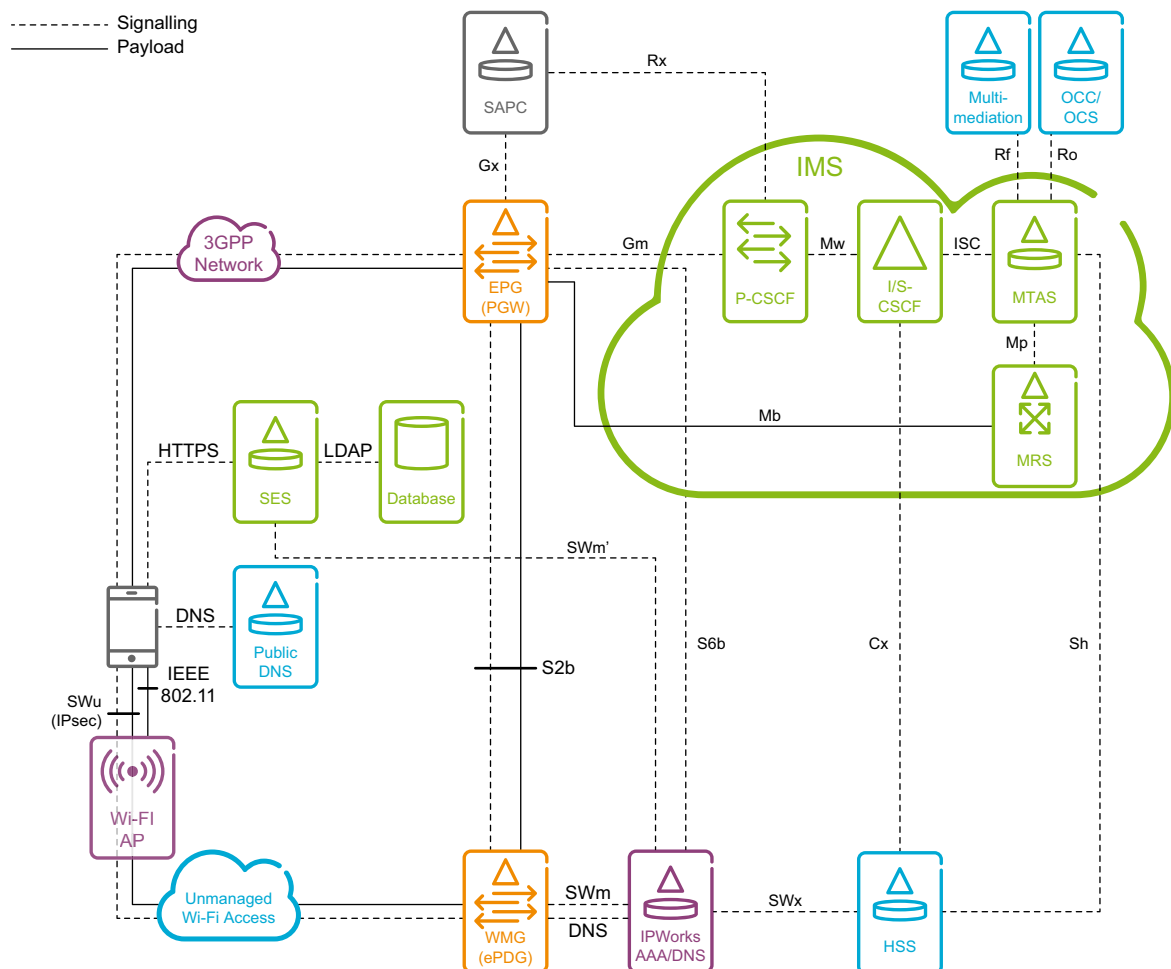 Signalling
Payload
SAPC
Rx
Multi-
mediation
OCC/
OCS
Gx
Rf
Ro
IMS
3GPP
Network
EPG
(PGW)
Gm
P-CSCF
Mw
I/S-
CSCF
ISC
MTAS
Mp
Mb
MRS
HTTPS
SES
LDAP
Database
SWm’
DNS
Public
DNS
S6b
Cx
Sh
S2b
IEEE
802.11
SWu
(IPsec)
Wi-FI
AP
Unmanaged
Wi-Fi Access
WMG
(ePDG)
SWm
DNS
IPWorks
AAA/DNS
SWx
HSS